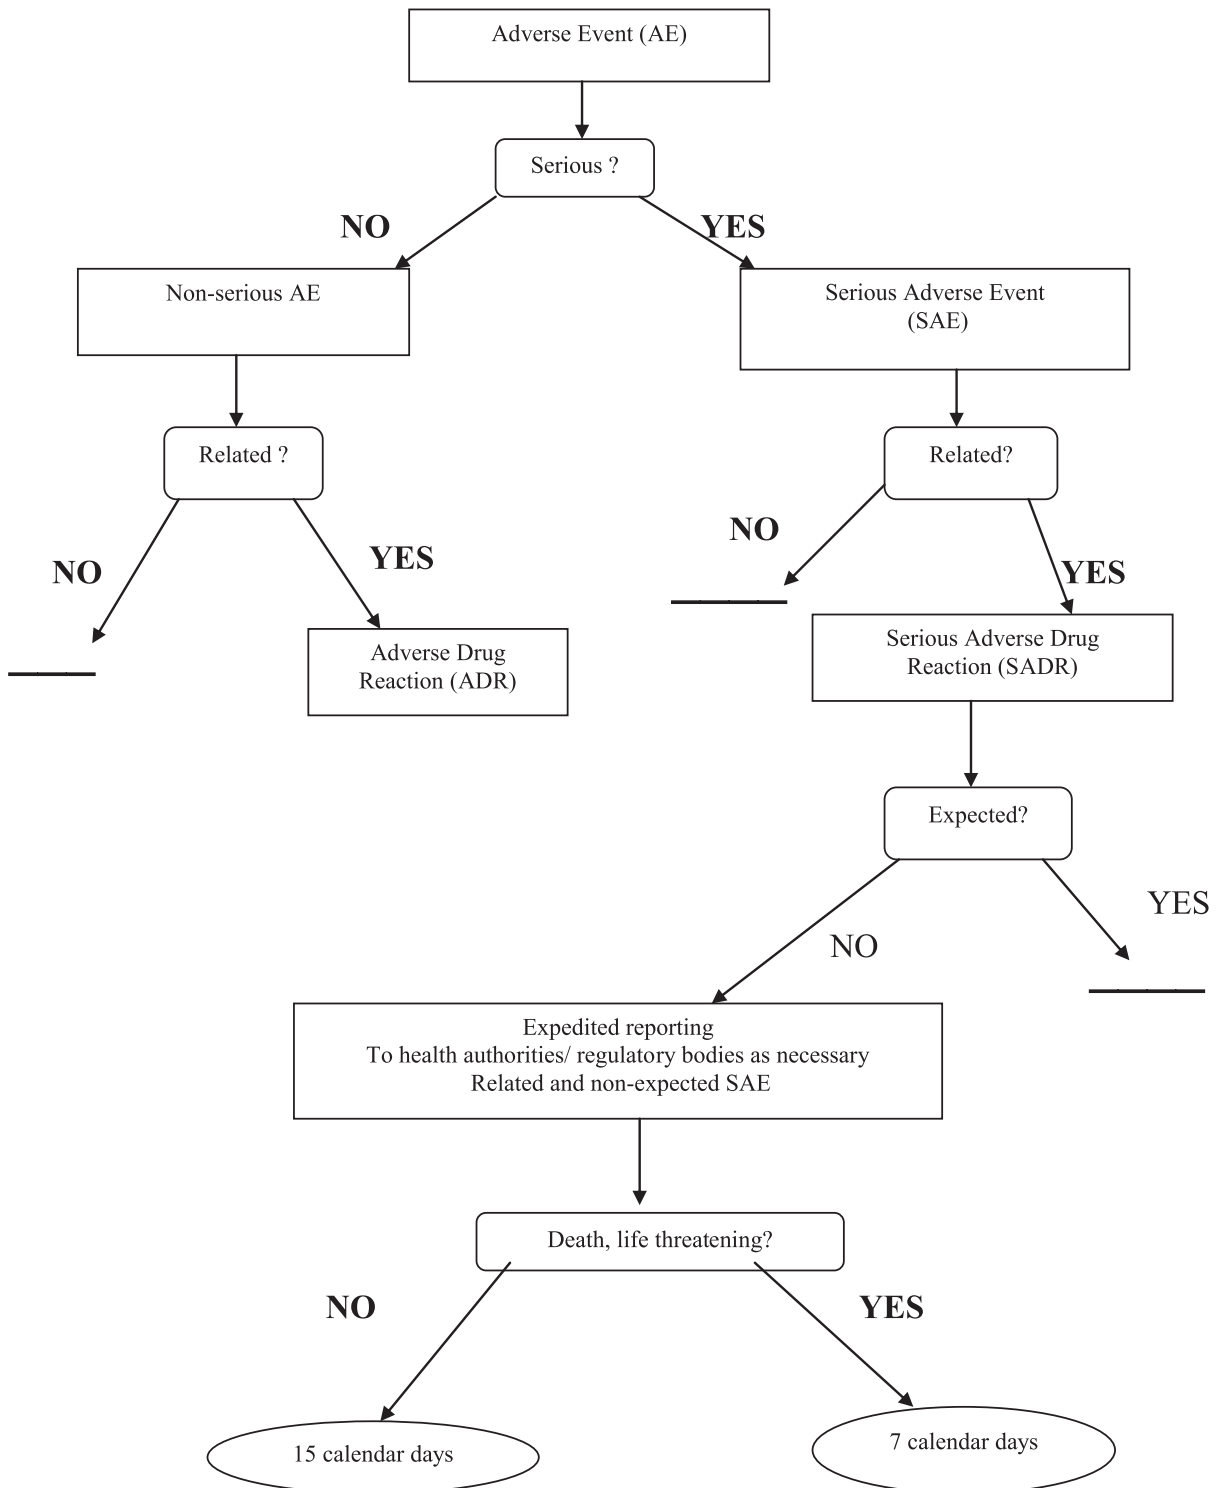 Adverse Event (AE)
Serious ?
NO
YES
Non-serious AE
Serious Adverse Event
(SAE)
Related ?
Related?
NO
YES
NO
YES
Adverse Drug
Reaction (ADR)
Serious Adverse Drug
Reaction (SADR)
Expected?
YES
NO
Expedited reporting
To health authorities/ regulatory bodies as necessary
Related and non-expected SAE
Death, life threatening?
NO
YES
15 calendar days
7 calendar days